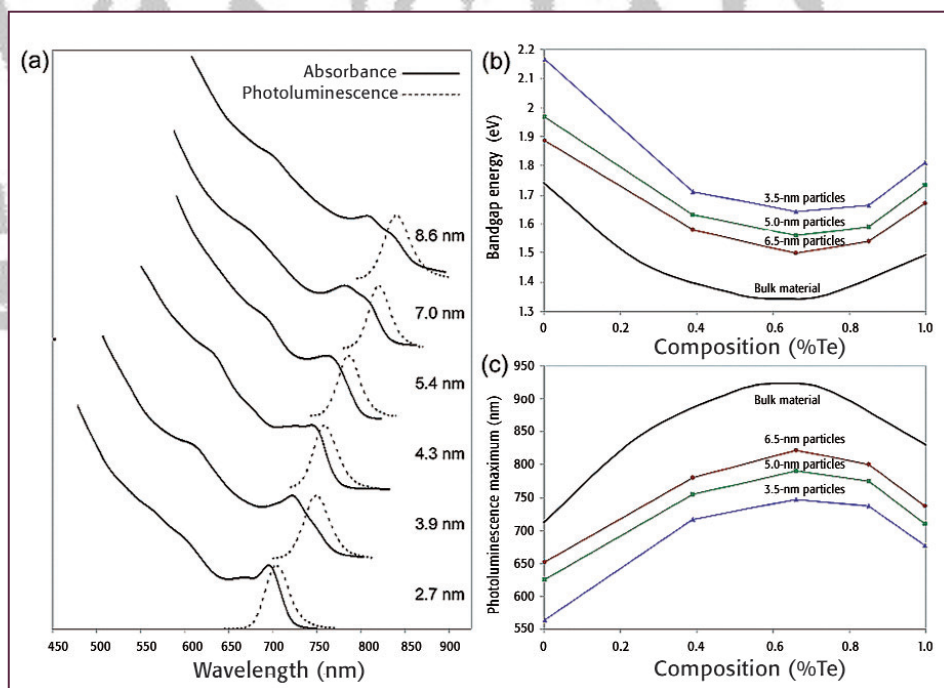 (a)
Absorbance
Photoluminescence
8.6 nm
7.0 nm
5.4 nm
4.3 nm
3.9 nm
2.7 nm
450 500 550 600 650 700 750 800 850 900
Wavelength (nm)
(b)
Bandgap energy (eV)
2.2
2.1
2
1.9
1.8
1.7
1.6
1.5
1.4
1.3
3.5-nm particles
5.0-nm particles
6.5-nm particles
Bulk material
0 0.2 0.4 0.6 0.8 1.0
Composition (%Te)
(c)
Photoluminescence maximum (nm)
950
900
850
800
750
700
650
600
550
Bulk material
6.5-nm particles
5.0-nm particles
3.5-nm particles
0 0.2 0.4 0.6 0.8 1.0
Composition (%Te)